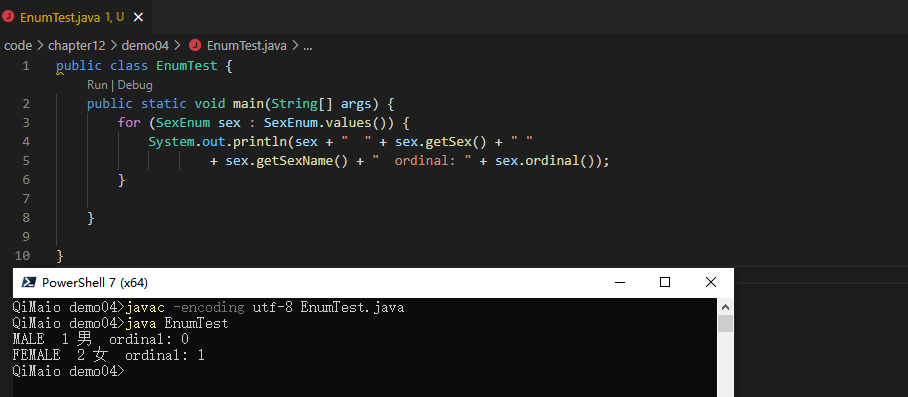 EnumTest.java 1, U
code > chapter12 > demo04 > EnumTest.java > ...
1 public class EnumTest {
Run | Debug
2 public static void main(String[] args) {
3 for (SexEnum sex : SexEnum.values()) {
4 System.out.println(sex + "  " + sex.getSex() + " "
5 + sex.getSexName() + "  ordinal: " + sex.ordinal());
6 }
7
8 }
9
10 }
PowerShell 7 (x64)
QiMaio demo04>javac -encoding utf-8 EnumTest.java
QiMaio demo04>java EnumTest
MALE  1 男  ordinal: 0
FEMALE  2 女  ordinal: 1
QiMaio demo04>